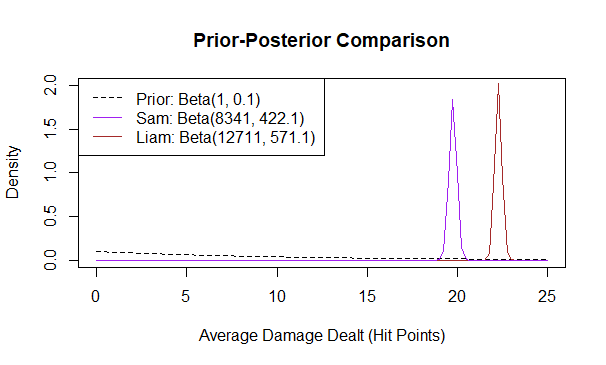 Prior-Posterior Comparison
Prior: Beta(1, 0.1)
Sam: Beta(8341, 422.1)
Liam: Beta(12711, 571.1)
Density
2.0
1.5
1.0
0.5
0.0
0 5 10 15 20 25
Average Damage Dealt (Hit Points)